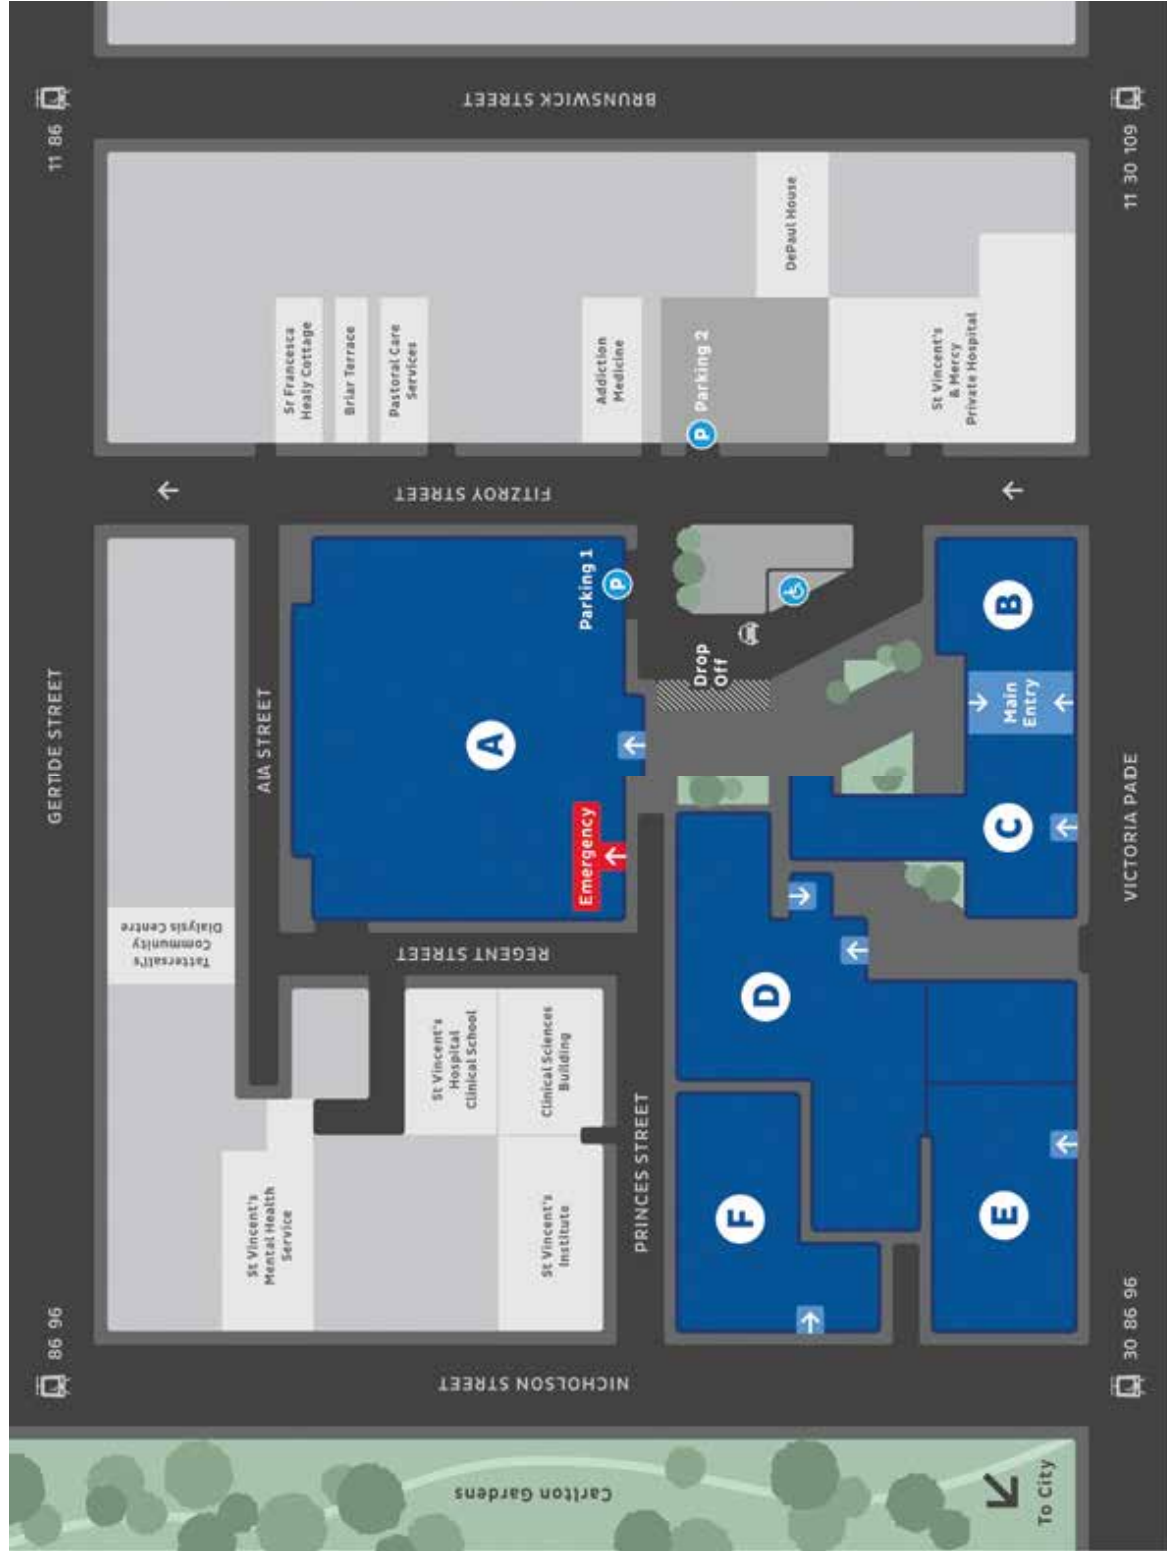 86 96
GERTIDE STREET
11 86
Tattersall's
Community
Dialysis Centre
St Vincent's
Mental Health
Service
AIA STREET
Sr Francesca
Healy Cottage
Briar Terrace
Pastoral Care
Services
NICHOLSON STREET
REGENT STREET
FITZROY STREET
BRUNSWICK STREET
Carlton Gardens
St Vincent's
Hospital
Clinical School
A
St Vincent's
Institute
Clinical Sciences
Building
Emergency
Parking 1
P
Addiction
Medicine
PRINCES STREET
Drop
Off
P Parking 2
F
D
DePaul House
E
C
Main
Entry
B
St Vincent's
& Mercy
Private Hospital
To City
30 86 96
VICTORIA PADE
11 30 109